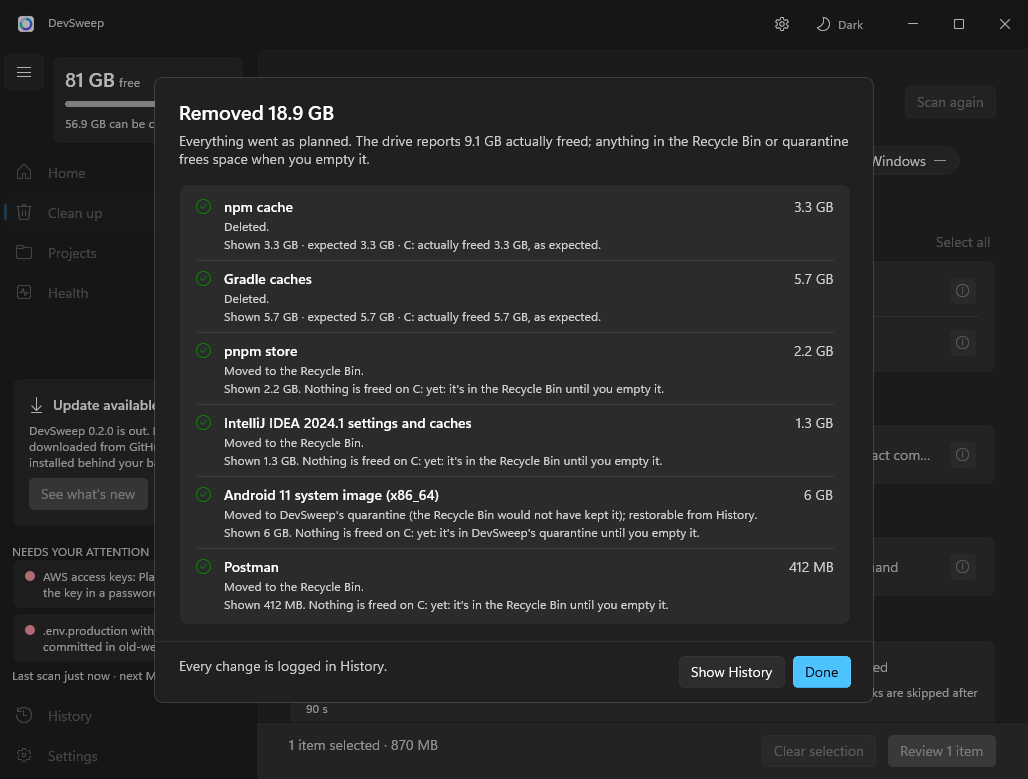 DevSweep
Dark
81 GB free
56.9 GB can be c
Scan again
Windows
Home
Clean up
Projects
Health
Select all
Removed 18.9 GB
Everything went as planned. The drive reports 9.1 GB actually freed; anything in the Recycle Bin or quarantine
frees space when you empty it.
npm cache 3.3 GB
Deleted.
Shown 3.3 GB · expected 3.3 GB · C: actually freed 3.3 GB, as expected.
Gradle caches 5.7 GB
Deleted.
Shown 5.7 GB · expected 5.7 GB · C: actually freed 5.7 GB, as expected.
pnpm store 2.2 GB
Moved to the Recycle Bin.
Shown 2.2 GB. Nothing is freed on C: yet: it's in the Recycle Bin until you empty it.
IntelliJ IDEA 2024.1 settings and caches 1.3 GB
Moved to the Recycle Bin.
Shown 1.3 GB. Nothing is freed on C: yet: it's in the Recycle Bin until you empty it.
Android 11 system image (x86_64) 6 GB
Moved to DevSweep's quarantine (the Recycle Bin would not have kept it); restorable from History.
Shown 6 GB. Nothing is freed on C: yet: it's in DevSweep's quarantine until you empty it.
Postman 412 MB
Moved to the Recycle Bin.
Shown 412 MB. Nothing is freed on C: yet: it's in the Recycle Bin until you empty it.
Every change is logged in History.
Show History
Done
Update available
DevSweep 0.2.0 is out.
downloaded from GitH
installed behind your b
See what's new
NEEDS YOUR ATTENTION
AWS access keys: Pla
the key in a passwor
.env.production with
committed in old-we
Last scan just now · next M
History
Settings
act com...
and
ed
ks are skipped after
90 s
1 item selected · 870 MB
Clear selection
Review 1 item